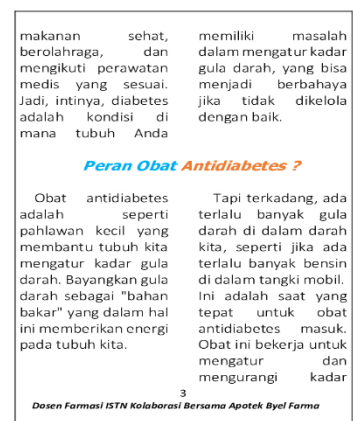 makanan sehat,
berolahraga, dan
mengikuti perawatan
medis yang sesuai.
Jadi, intinya, diabetes
adalah kondisi di
mana tubuh Anda
memiliki masalah
dalam mengatur kadar
gula darah, yang bisa
menjadi berbahaya
jika tidak dikelola
dengan baik.
Peran Obat Antidiabetes ?
Obat antidiabetes
adalah seperti
pahlawan kecil yang
membantu tubuh kita
mengatur kadar gula
darah. Bayangkan gula
darah sebagai "bahan
bakar" yang dalam hal
ini memberikan energi
pada tubuh kita.
Tapi terkadang, ada
terlalu banyak gula
darah di dalam darah
kita, seperti jika ada
terlalu banyak bensin
di dalam tangki mobil.
Ini adalah saat yang
tepat untuk obat
antidiabetes masuk.
Obat ini bekerja untuk
mengatur dan
mengurangi kadar
3
Dosen Farmasi ISTN Kolaborasi Bersama Apotek Byel Farma